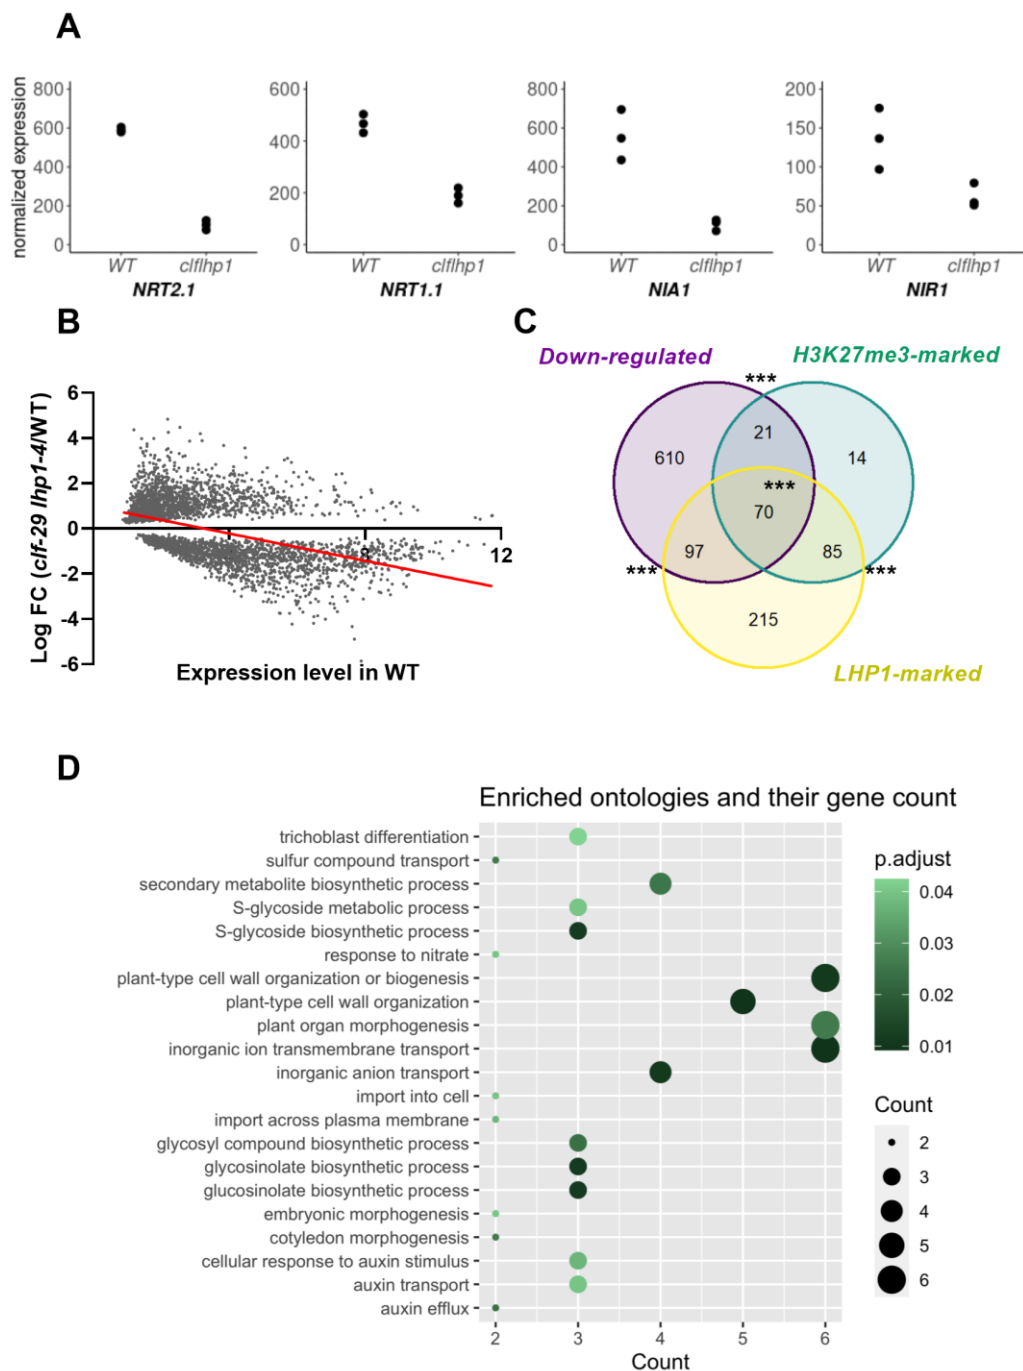 A
normalized expression
800
600
400
200
0
WT
clflhp1
NRT2.1
600
400
200
0
WT
clflhp1
NRT1.1
800
600
400
200
0
WT
clflhp1
NIA1
200
150
100
50
0
WT
clflhp1
NIR1
B
Log FC (clf-29 lhp1-4/WT)
6
4
2
0
-2
-4
-6
8
12
Expression level in WT
C
Down-regulated
H3K27me3-marked
***
21
610
14
***
70
97
85
***
***
215
LHP1-marked
D
Enriched ontologies and their gene count
trichoblast differentiation
sulfur compound transport
secondary metabolite biosynthetic process
S-glycoside metabolic process
S-glycoside biosynthetic process
response to nitrate
plant-type cell wall organization or biogenesis
plant-type cell wall organization
plant organ morphogenesis
inorganic ion transmembrane transport
inorganic anion transport
import into cell
import across plasma membrane
glycosyl compound biosynthetic process
glycosinolate biosynthetic process
glucosinolate biosynthetic process
embryonic morphogenesis
cotyledon morphogenesis
cellular response to auxin stimulus
auxin transport
auxin efflux
2
3
4
5
6
Count
p.adjust
0.04
0.03
0.02
0.01
Count
2
3
4
5
6